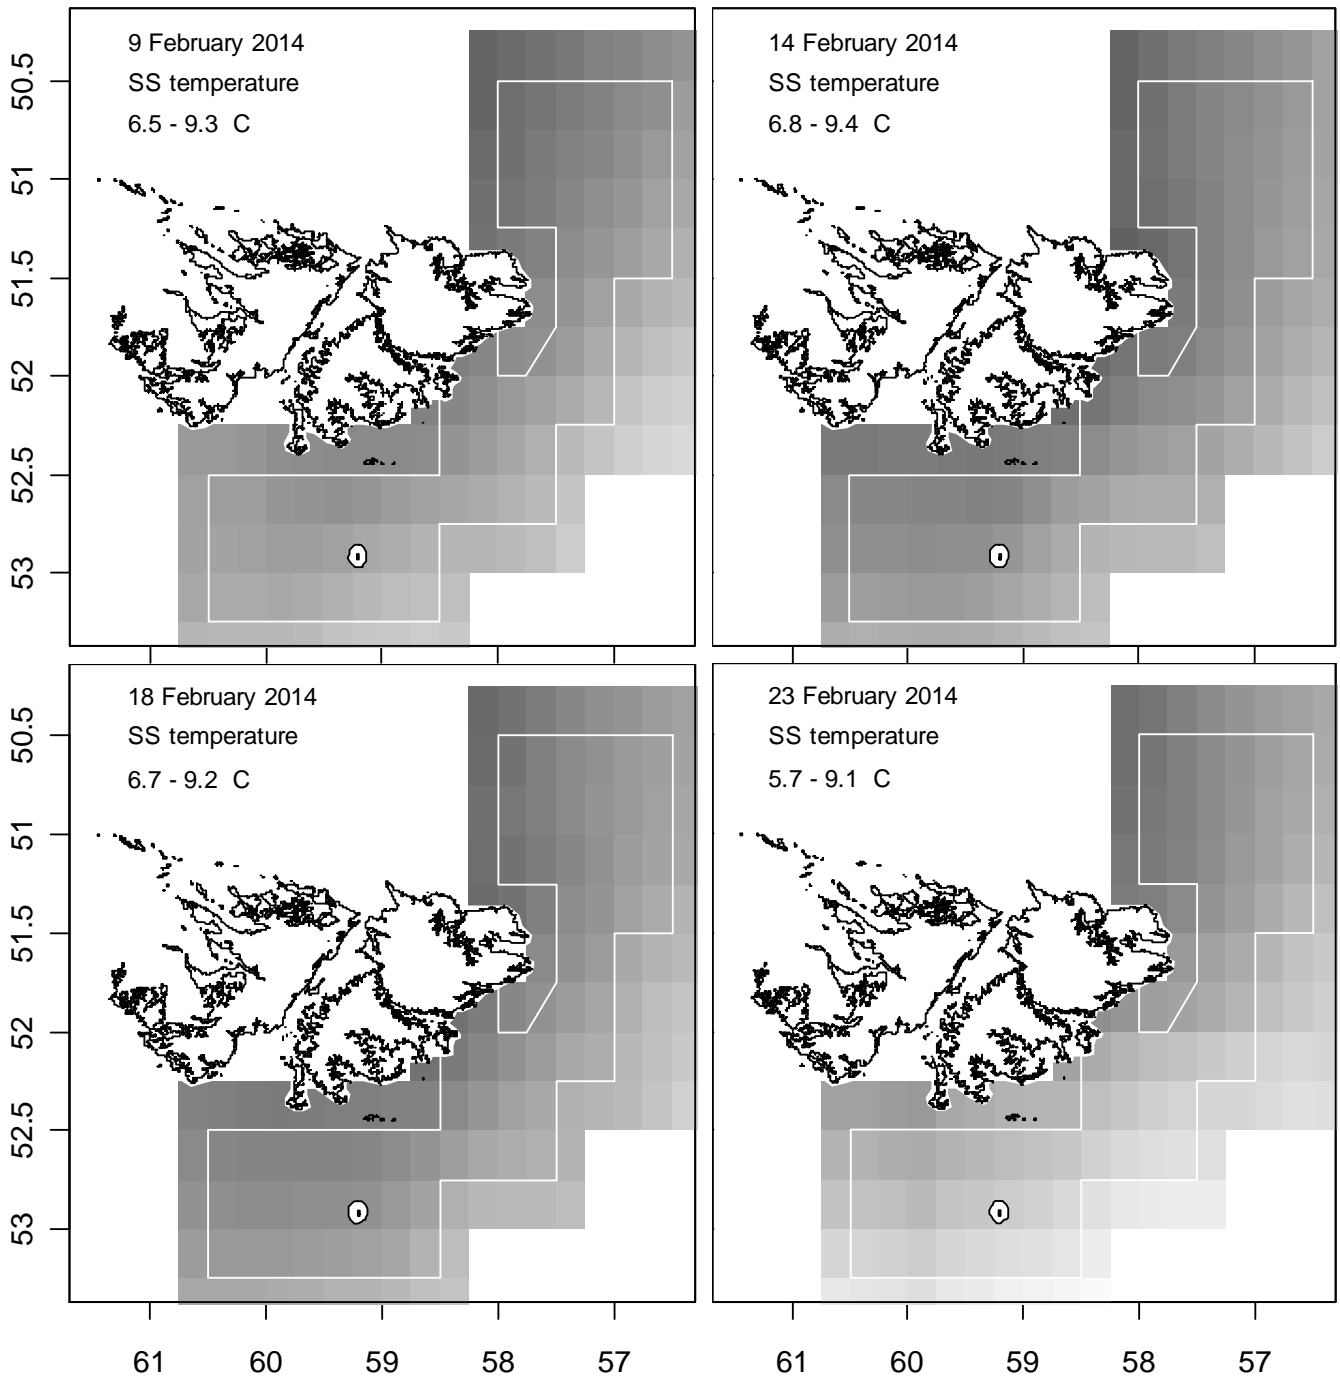 9 February 2014
SS temperature
6.5 - 9.3 C
14 February 2014
SS temperature
6.8 - 9.4 C
50.5
51
51.5
52
52.5
53
18 February 2014
SS temperature
6.7 - 9.2 C
23 February 2014
SS temperature
5.7 - 9.1 C
50.5
51
51.5
52
52.5
53
61 60 59 58 57
61 60 59 58 57